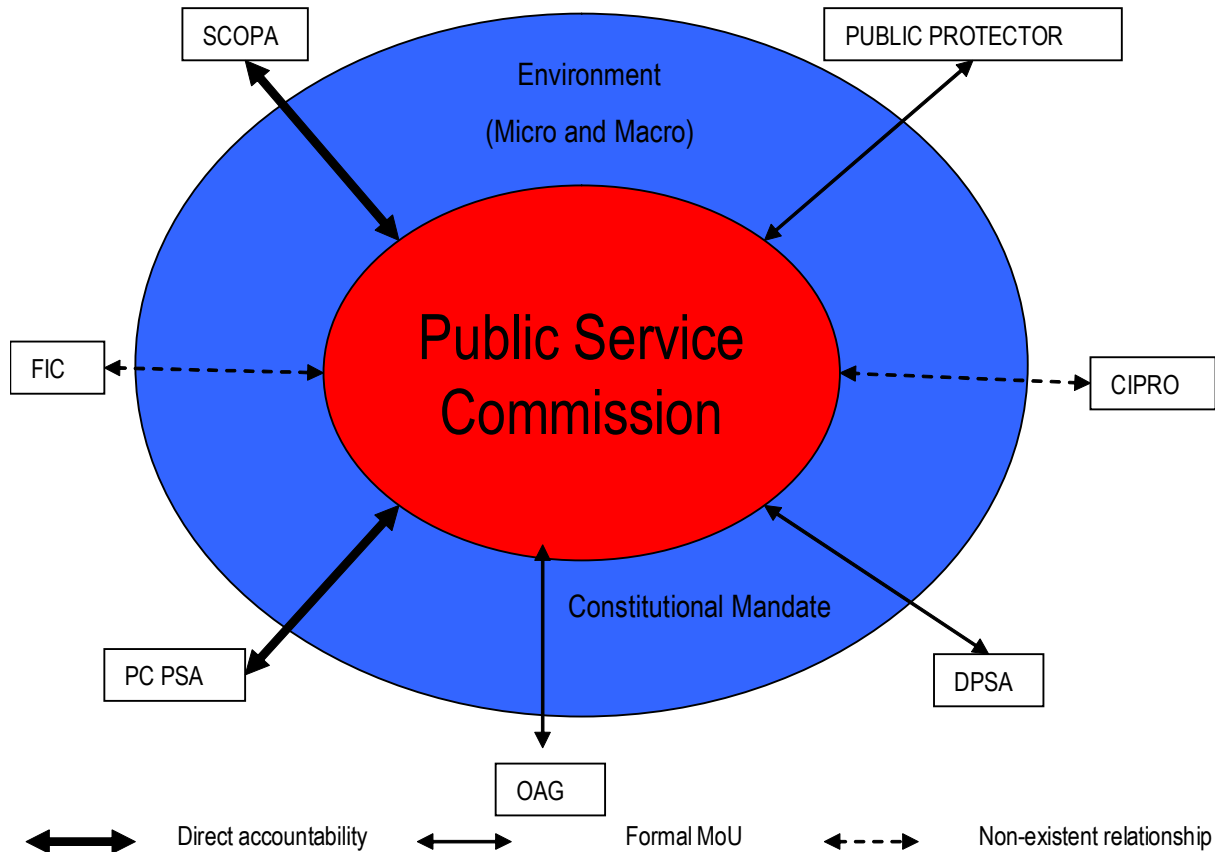 SCOPA
PUBLIC PROTECTOR
Environment
(Micro and Macro)
Public Service
Commission
FIC
CIPRO
Constitutional Mandate
PC PSA
DPSA
OAG
Direct accountability
Formal MoU
Non-existent relationship